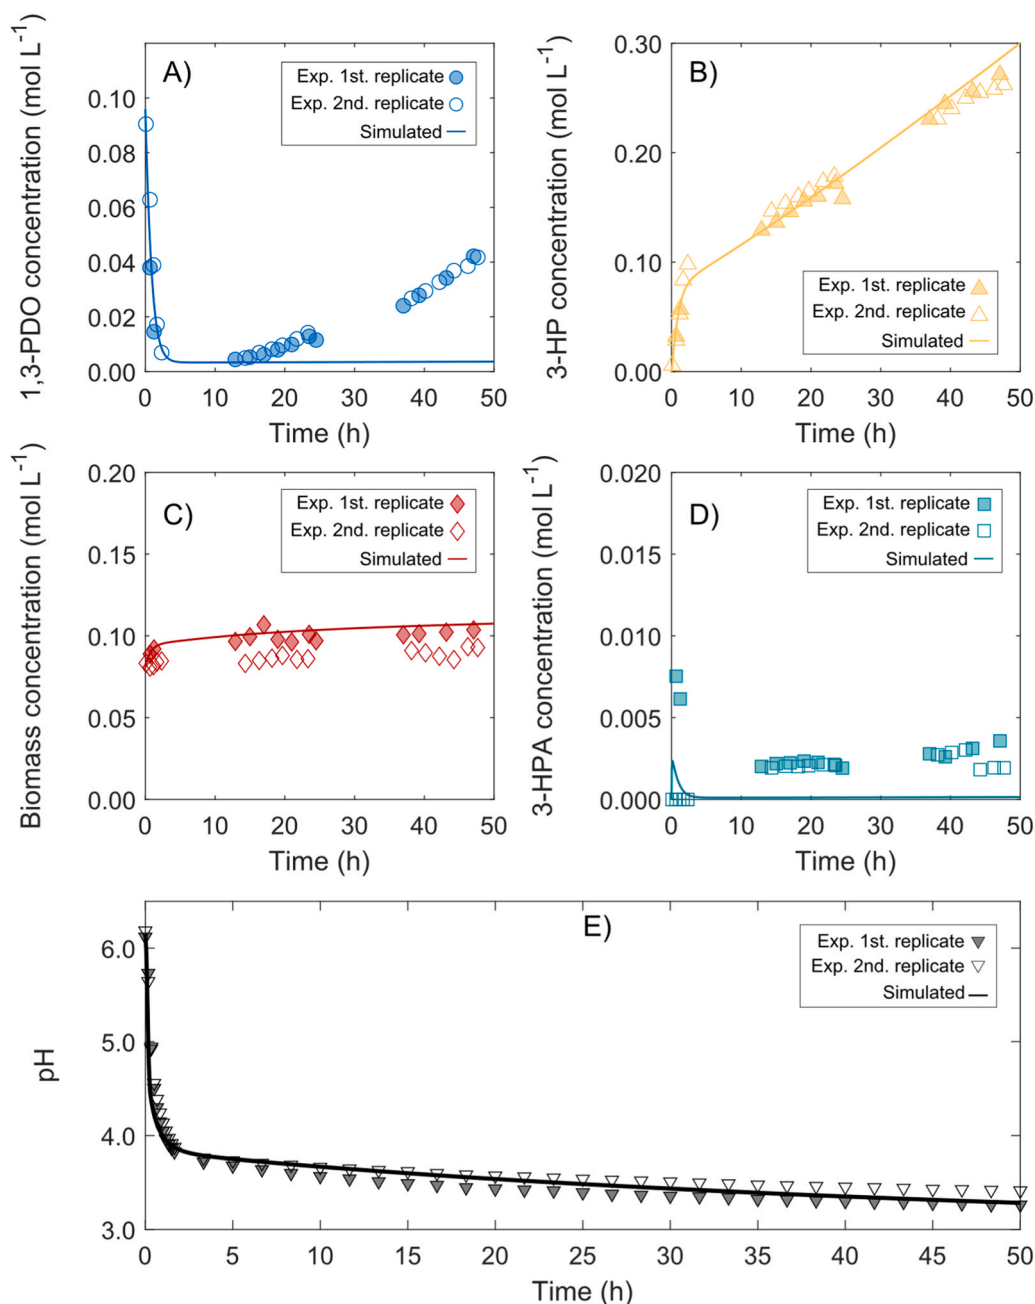 A)
1,3-PDO concentration (mol L⁻¹)
0.10
0.08
0.06
0.04
0.02
0.00
Exp. 1st. replicate
Exp. 2nd. replicate
Simulated
0 10 20 30 40 50
Time (h)
B)
3-HP concentration (mol L⁻¹)
0.30
0.20
0.10
0.00
Exp. 1st. replicate
Exp. 2nd. replicate
Simulated
0 10 20 30 40 50
Time (h)
C)
Biomass concentration (mol L⁻¹)
0.20
0.15
0.10
0.05
0.00
Exp. 1st. replicate
Exp. 2nd. replicate
Simulated
0 10 20 30 40 50
Time (h)
D)
3-HPA concentration (mol L⁻¹)
0.020
0.015
0.010
0.005
0.000
Exp. 1st. replicate
Exp. 2nd. replicate
Simulated
0 10 20 30 40 50
Time (h)
E)
pH
6.0
5.0
4.0
3.0
Exp. 1st. replicate
Exp. 2nd. replicate
Simulated
0 5 10 15 20 25 30 35 40 45 50
Time (h)